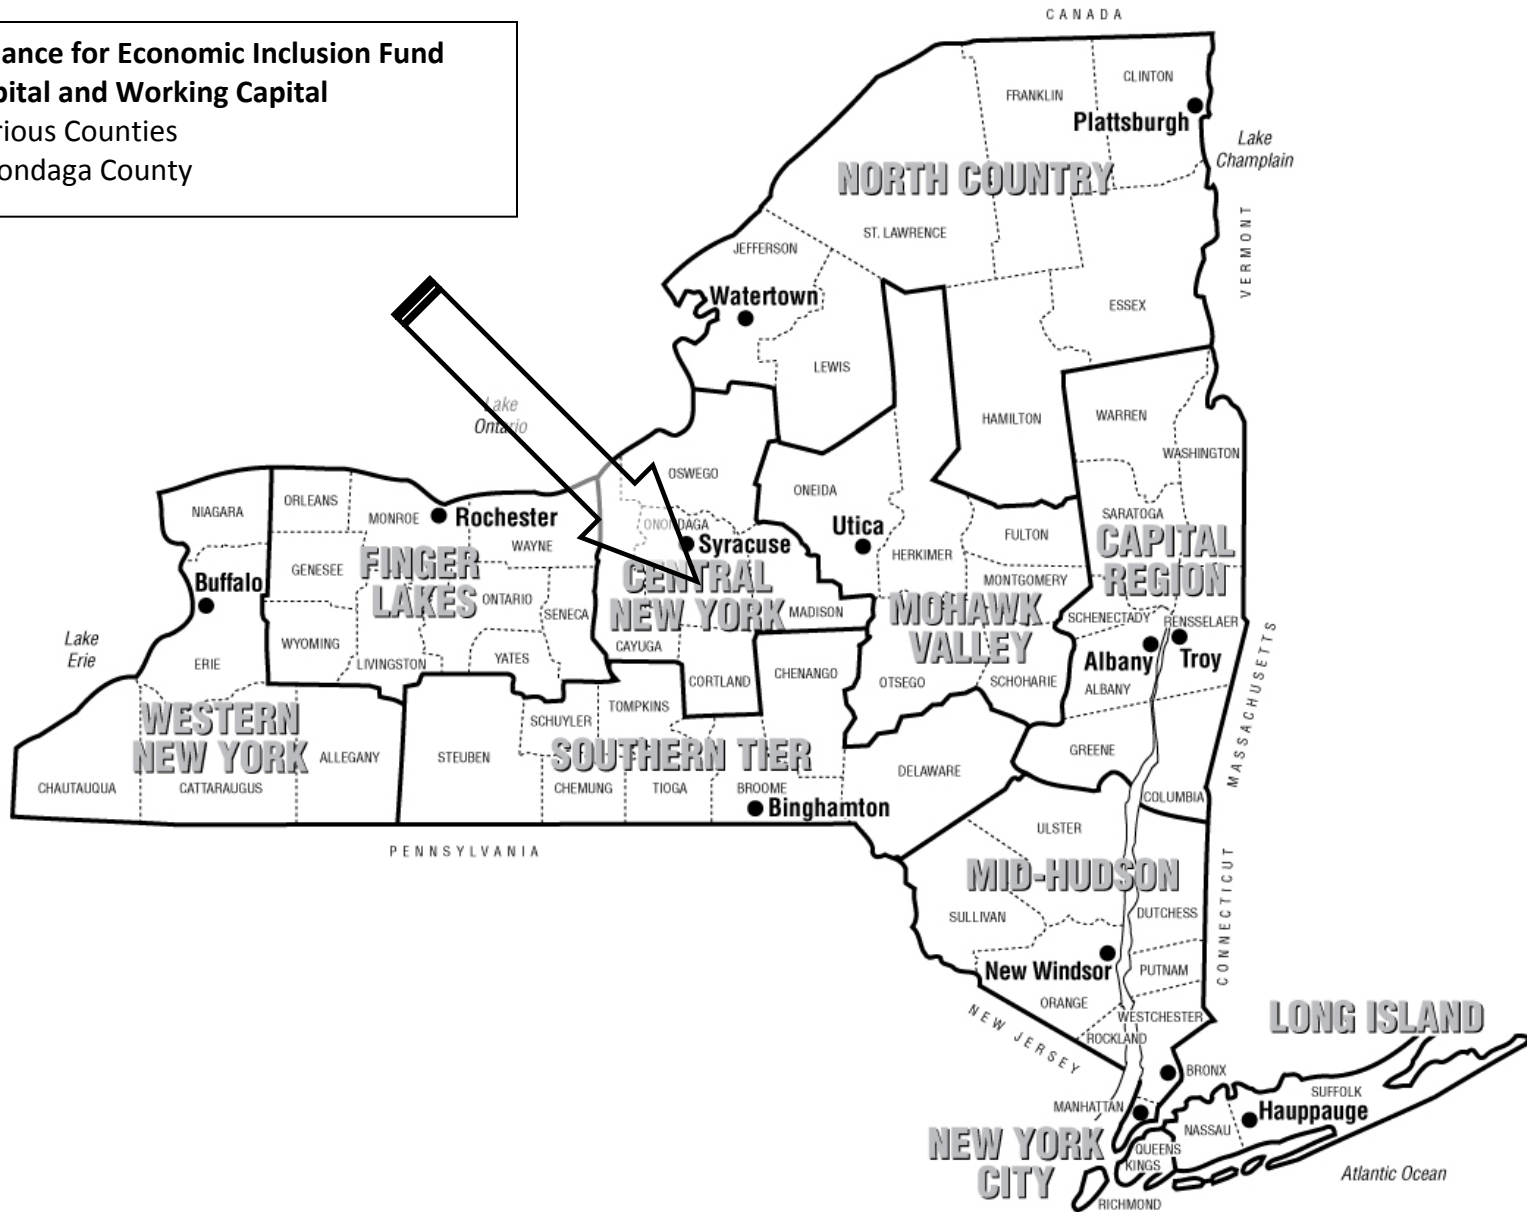 CANADA
ance for Economic Inclusion Fund
pital and Working Capital
rious Counties
ondaga County
CLINTON
FRANKLIN
Plattsburgh
Lake
Champlain
NORTH COUNTRY
ST. LAWRENCE
VERMONT
JEFFERSON
Watertown
ESSEX
LEWIS
Lake
Ontario
HAMILTON
WARREN
WASHINGTON
OSWEGO
ONEIDA
NIAGARA
ORLEANS
MONROE
Rochester
SARATOGA
ONONDAGA
Utica
FULTON
CAPITAL
REGION
Syracuse
WAYNE
HERKIMER
GENESEE
FINGER
LAKES
Buffalo
CENTRAL
NEW YORK
MONTGOMERY
ONTARIO
SENECA
MADISON
MOHAWK
VALLEY
SCHENECTADY
RENSSELAER
Lake
Erie
WYOMING
CAYUGA
ERIE
LIVINGSTON
YATES
CHENANGO
Albany
Troy
MASSACHUSETTS
CORTLAND
OTSEGO
SCHOHARIE
ALBANY
WESTERN
NEW YORK
SCHUYLER
TOMPKINS
ALLEGANY
STEUBEN
SOUTHERN TIER
GREENE
DELAWARE
CHAUTAUQUA
CATTARAUGUS
CHEMUNG
TIOGA
BROOME
COLUMBIA
Binghamton
ULSTER
PENNSYLVANIA
MID-HUDSON
CONNECTICUT
SULLIVAN
DUTCHESS
New Windsor
PUTNAM
ORANGE
WESTCHESTER
LONG ISLAND
NEW JERSEY
ROCKLAND
BRONX
SUFFOLK
MANHATTAN
Hauppauge
NASSAU
NEW YORK
CITY
QUEENS
KINGS
Atlantic Ocean
RICHMOND